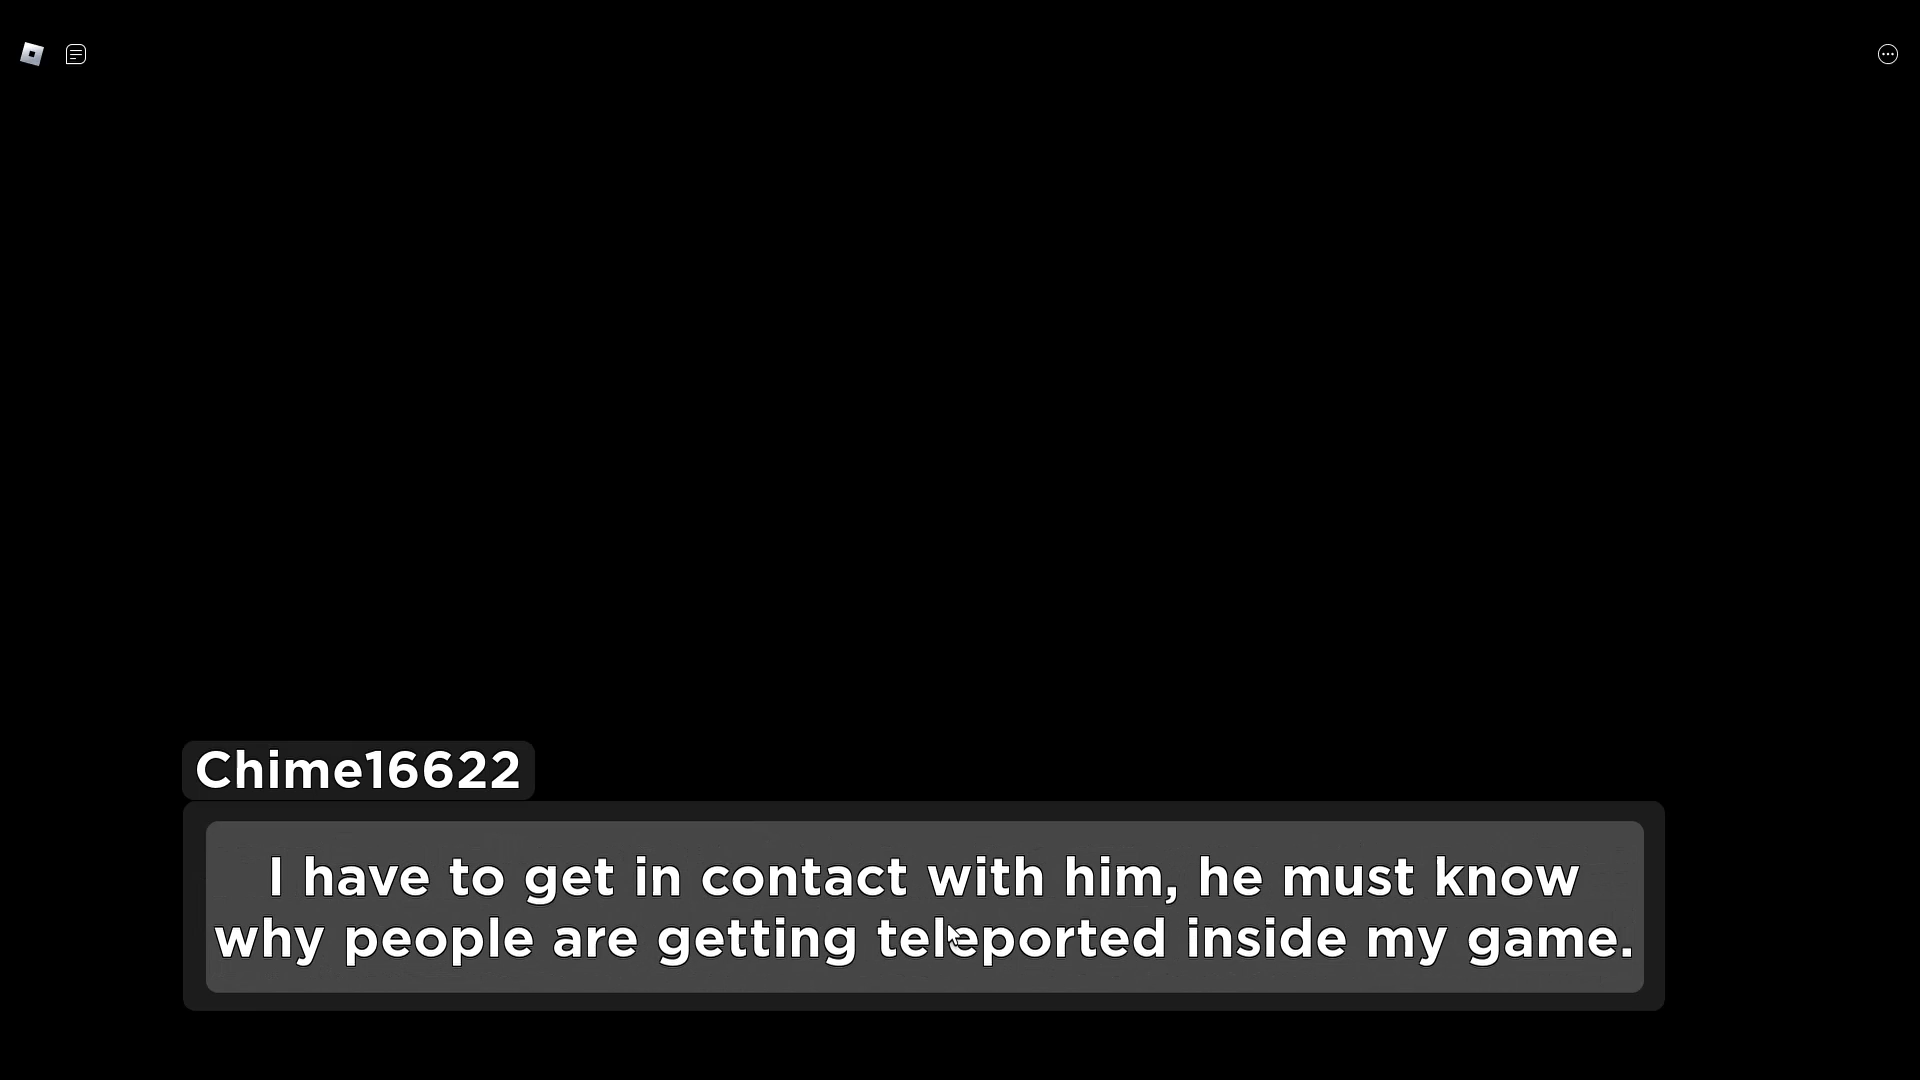 Chime16622
I have to get in contact with him, he must know
why people are getting teleported inside my game.